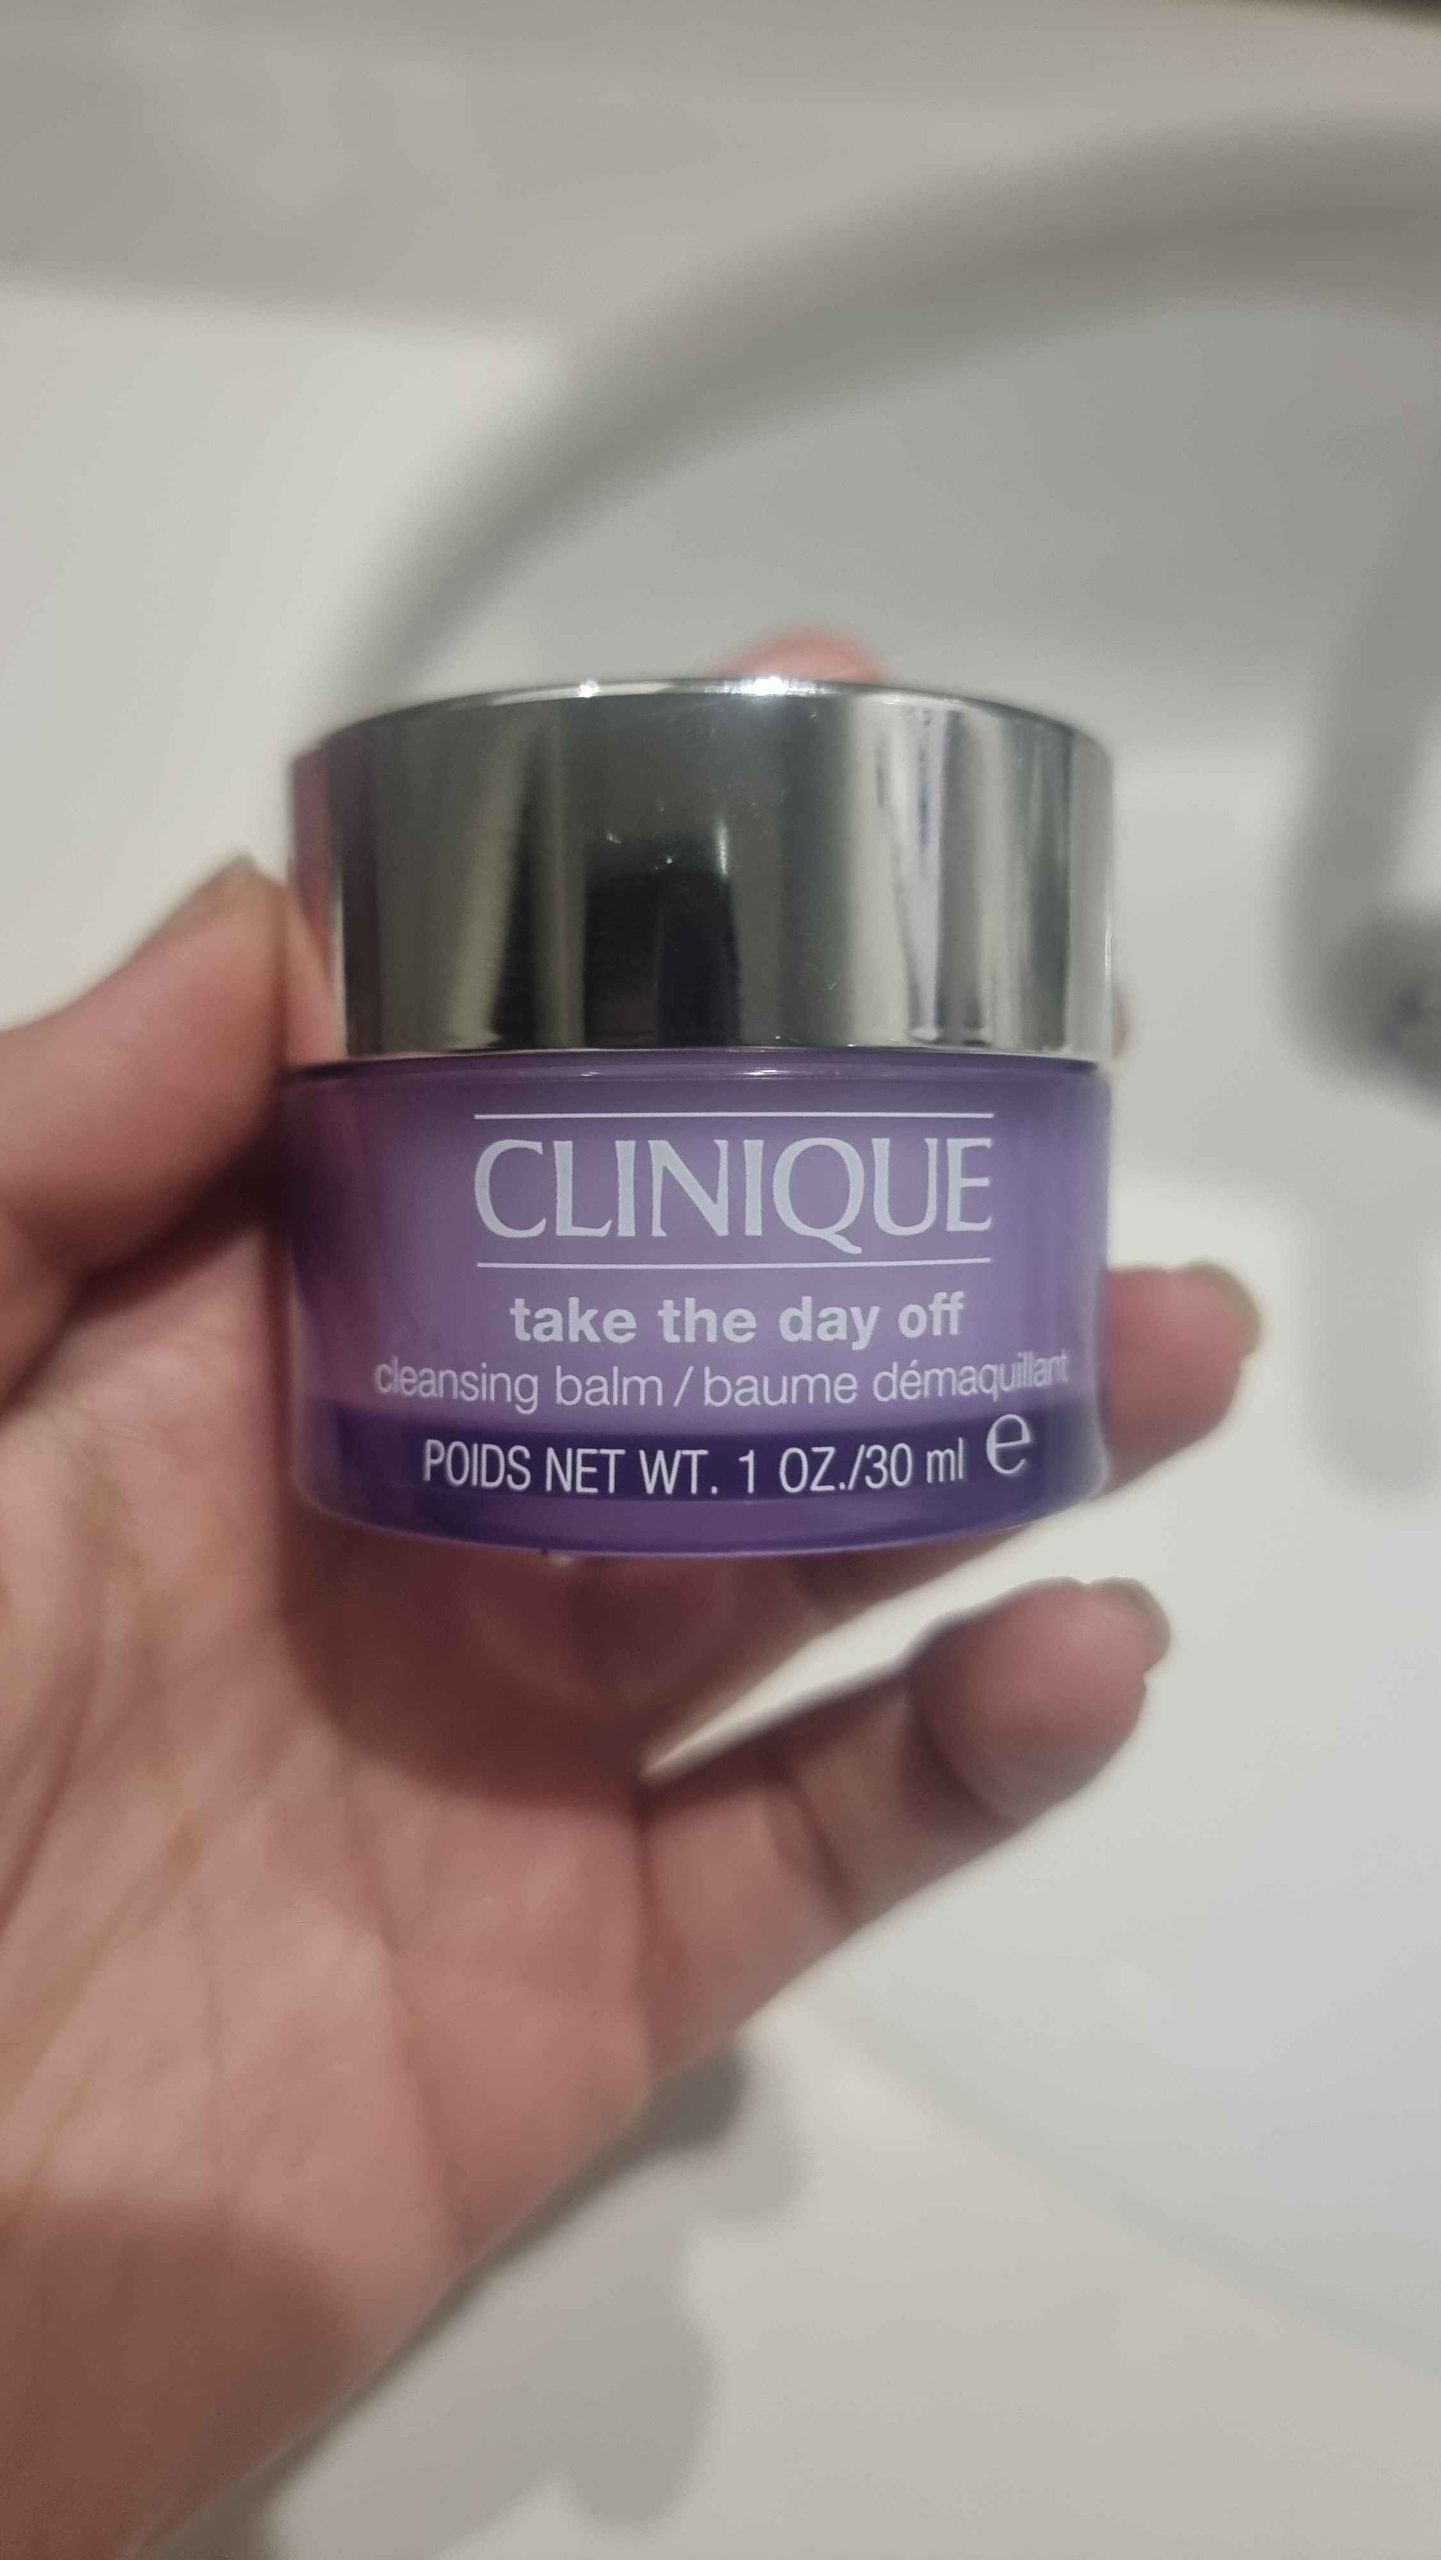 CLINIQUE
take the day off
cleansing balm / baume démaquillant
POIDS NET WT. 1 OZ./30 ml ℮